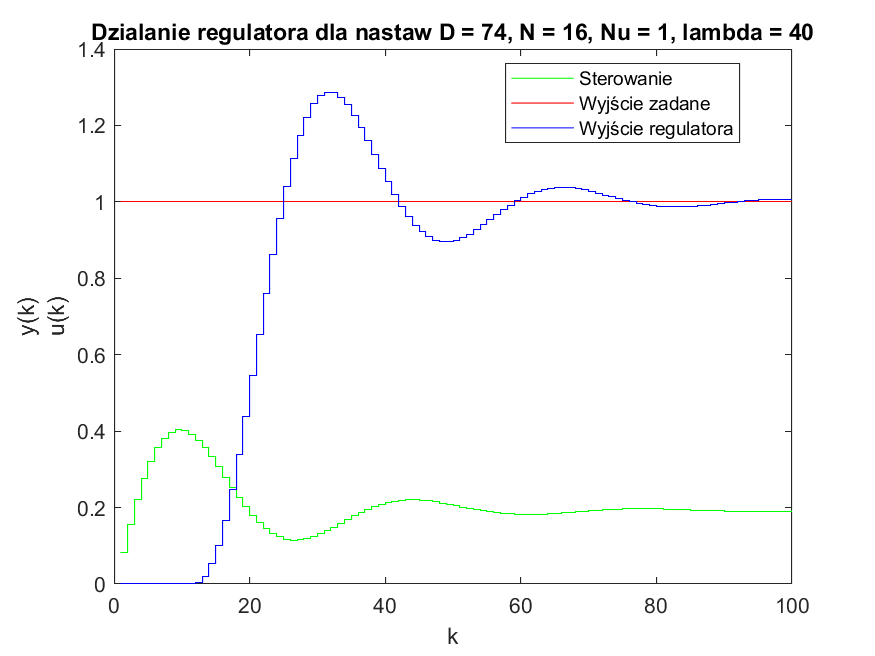 Dzialanie regulatora dla nastaw D = 74, N = 16, Nu = 1, lambda = 40
1.4
1.2
1
0.8
0.6
0.4
0.2
0
Sterowanie
Wyjście zadane
Wyjście regulatora
y(k)
u(k)
0
20
40
60
80
100
k